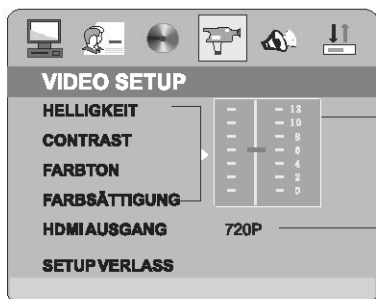 VIDEO SETUP
HELLIGKEIT
CONTRAST
FARBTON
FARBSÄTTIGUNG
12
10
8
6
4
2
0
HDMI AUSGANG 720P
SETUP VERLASS